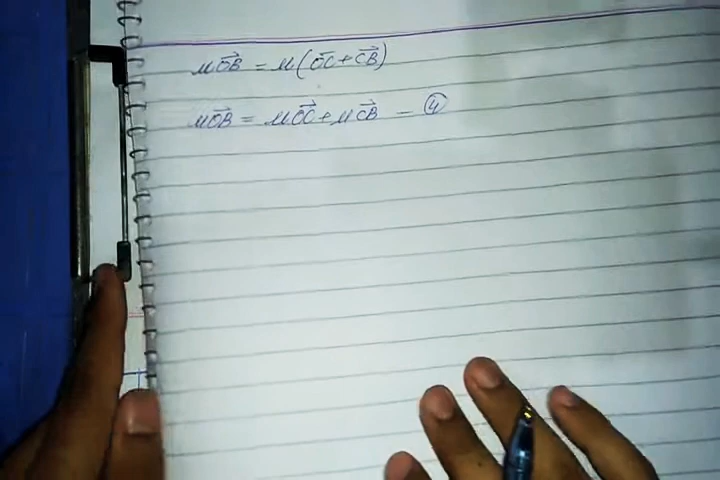 μOB⃗ = μ(OC⃗ + CB⃗)
μOB⃗ = μOC⃗ + μCB⃗ – ④